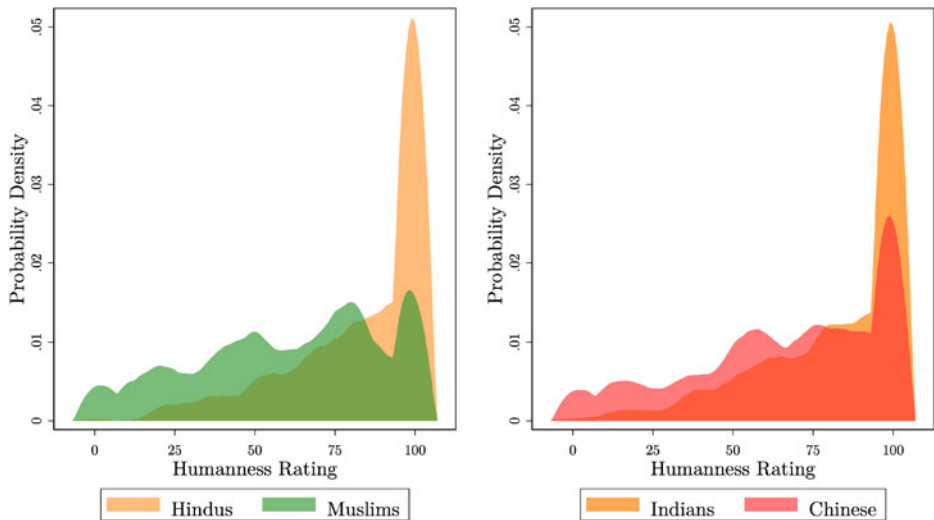 Probability Density
0 .01 .02 .03 .04 .05
0 25 50 75 100
Humanness Rating
Hindus Muslims
Probability Density
0 .01 .02 .03 .04 .05
0 25 50 75 100
Humanness Rating
Indians Chinese